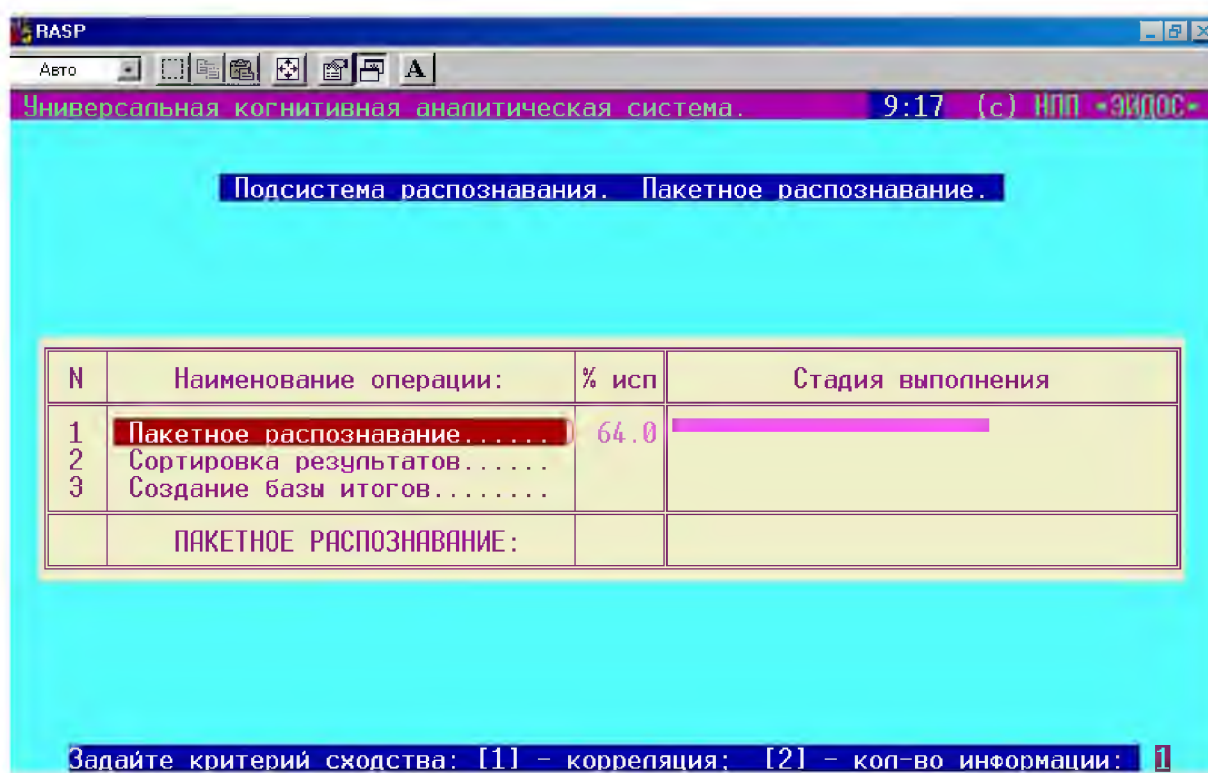 RASP
Авто
A
Универсальная когнитивная аналитическая система. 9:17 (c) НПП «ЭЙДОС»
Подсистема распознавания. Пакетное распознавание.
N Наименование операции: % исп Стадия выполнения
1 Пакетное распознавание...... 64.0
2 Сортировка результатов......
3 Создание базы итогов........
ПАКЕТНОЕ РАСПОЗНАВАНИЕ:
Задайте критерий сходства: [1] - корреляция; [2] - кол-во информации: 1